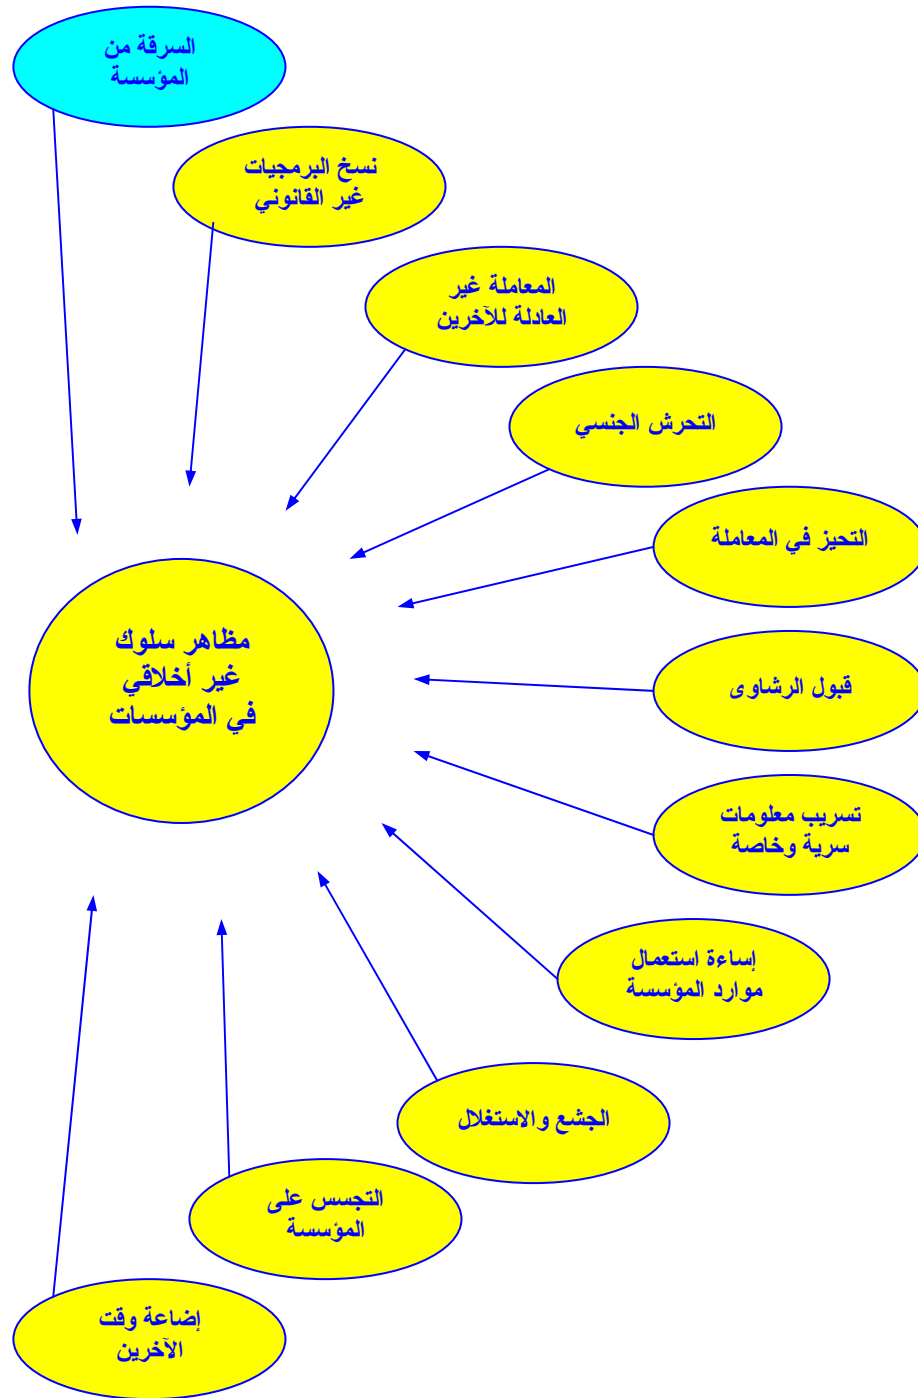 السرقة من
المؤسسة
نسخ البرمجيات
غير القانوني
المعاملة غير
العادلة للآخرين
التحرش الجنسي
التحيز في المعاملة
مظاهر سلوك
غير أخلاقي
في المؤسسات
قبول الرشاوى
تسريب معلومات
سرية وخاصة
إساءة استعمال
موارد المؤسسة
الجشع والاستغلال
التجسس على
المؤسسة
إضاعة وقت
الآخرين